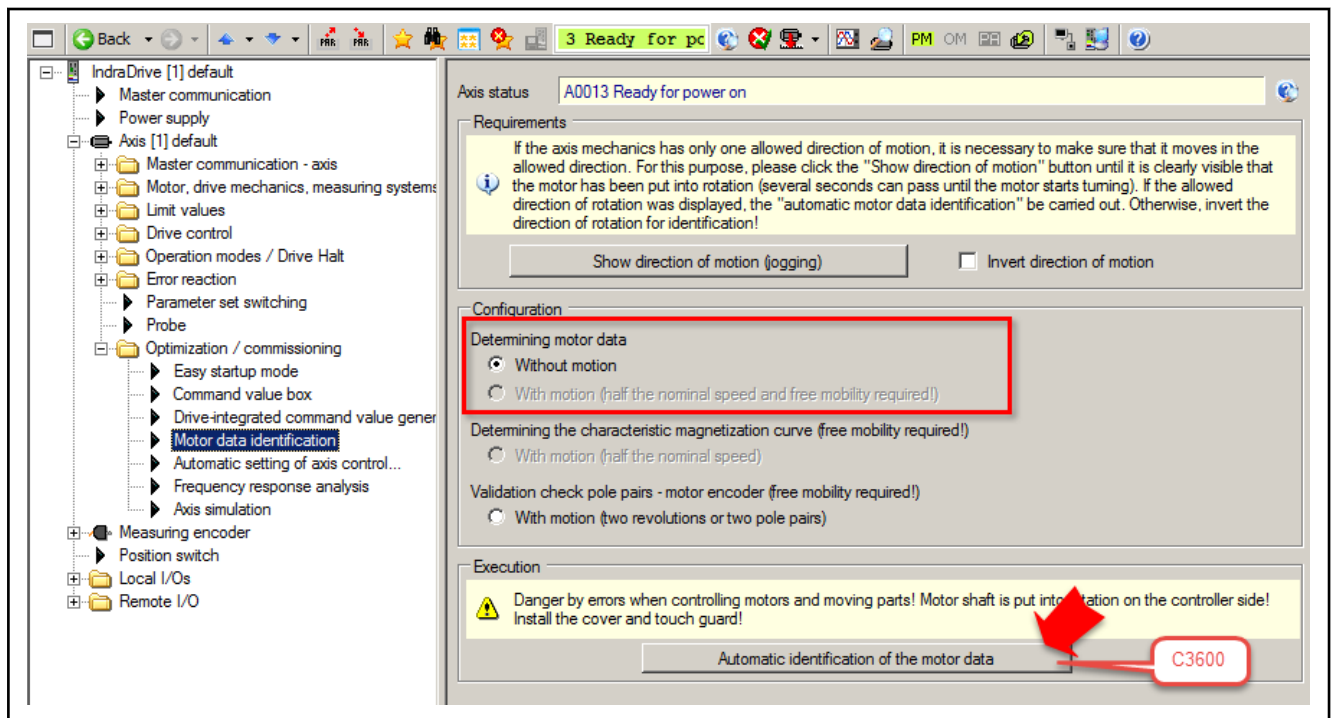 Back
PAR
PAR
3 Ready for pc
PM
OM
IndraDrive [1] default
Master communication
Power supply
Axis [1] default
Master communication - axis
Motor, drive mechanics, measuring systems
Limit values
Drive control
Operation modes / Drive Halt
Error reaction
Parameter set switching
Probe
Optimization / commissioning
Easy startup mode
Command value box
Drive-integrated command value gener
Motor data identification
Automatic setting of axis control...
Frequency response analysis
Axis simulation
Measuring encoder
Position switch
Local I/Os
Remote I/O
Axis status A0013 Ready for power on
Requirements
If the axis mechanics has only one allowed direction of motion, it is necessary to make sure that it moves in the
allowed direction. For this purpose, please click the "Show direction of motion" button until it is clearly visible that
the motor has been put into rotation (several seconds can pass until the motor starts turning). If the allowed
direction of rotation was displayed, the "automatic motor data identification" be carried out. Otherwise, invert the
direction of rotation for identification!
Show direction of motion (jogging)
Invert direction of motion
Configuration
Determining motor data
Without motion
With motion (half the nominal speed and free mobility required!)
Determining the characteristic magnetization curve (free mobility required!)
With motion (half the nominal speed)
Validation check pole pairs - motor encoder (free mobility required!)
With motion (two revolutions or two pole pairs)
Execution
Danger by errors when controlling motors and moving parts! Motor shaft is put into tation on the controller side!
Install the cover and touch guard!
Automatic identification of the motor data
C3600